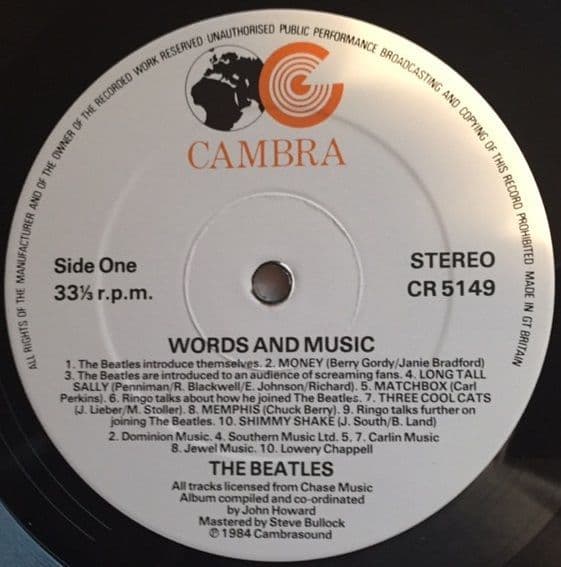 ALL RIGHTS OF THE MANUFACTURER AND OF THE OWNER OF THE RECORDED WORK RESERVED UNAUTHORISED PUBLIC PERFORMANCE BROADCASTING AND COPYING OF THIS RECORD PROHIBITED MADE IN GT BRITAIN
CAMBRA
Side One
33⅓ r.p.m.
STEREO
CR 5149
WORDS AND MUSIC
1. The Beatles introduce themselves. 2. MONEY (Berry Gordy/Janie Bradford)
3. The Beatles are introduced to an audience of screaming fans. 4. LONG TALL
SALLY (Penniman/R. Blackwell/E. Johnson/Richard). 5. MATCHBOX (Carl
Perkins). 6. Ringo talks about how he joined The Beatles. 7. THREE COOL CATS
(J. Lieber/M. Stoller). 8. MEMPHIS (Chuck Berry). 9. Ringo talks further on
joining The Beatles. 10. SHIMMY SHAKE (J. South/B. Land)
2. Dominion Music. 4. Southern Music Ltd. 5. 7. Carlin Music
8. Jewel Music. 10. Lowery Chappell
THE BEATLES
All tracks licensed from Chase Music
Album compiled and co-ordinated
by John Howard
Mastered by Steve Bullock
℗ 1984 Cambrasound